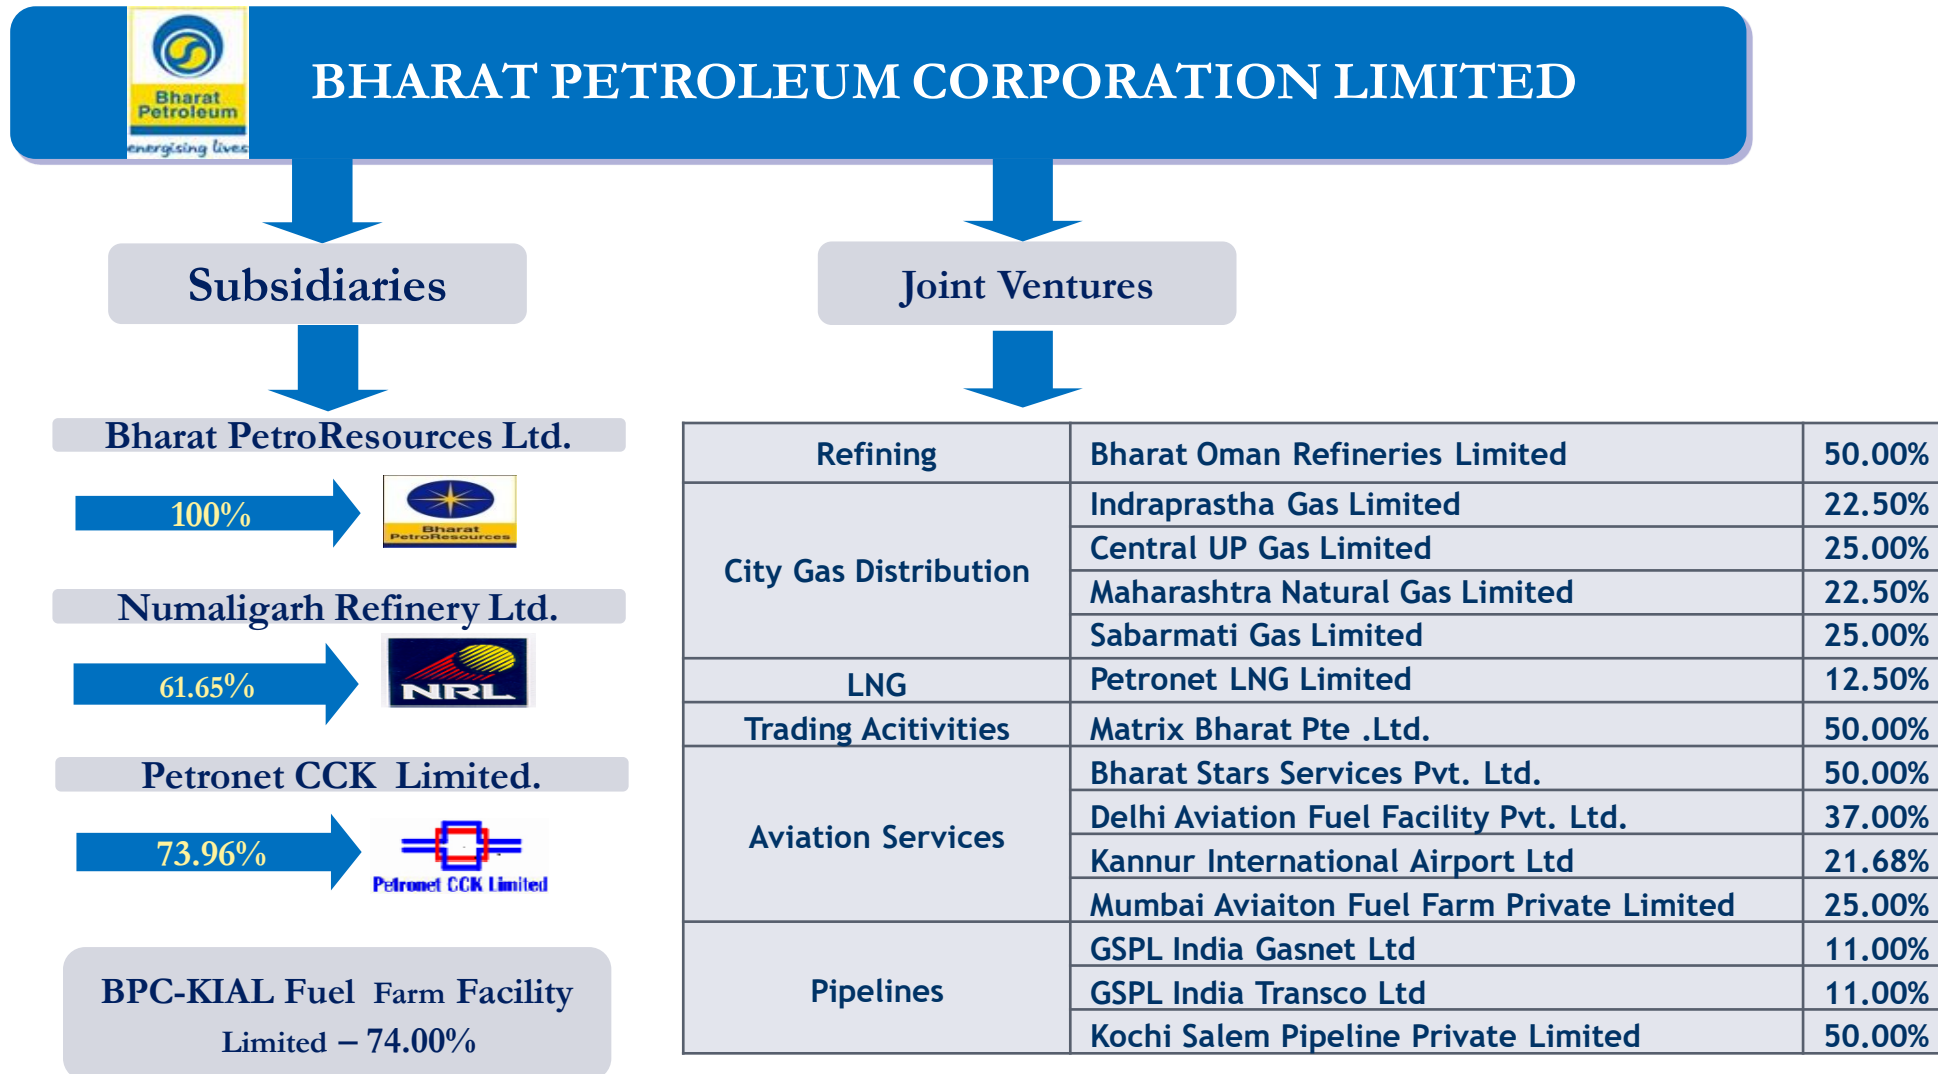 Bharat
Petroleum
energising lives
BHARAT PETROLEUM CORPORATION LIMITED
Subsidiaries
Joint Ventures
Bharat PetroResources Ltd.
100%
Bharat
PetroResources
Numaligarh Refinery Ltd.
61.65%
NRL
Petronet CCK Limited.
73.96%
Petronet CCK Limited
BPC-KIAL Fuel Farm Facility
Limited – 74.00%
Refining
Bharat Oman Refineries Limited 50.00%
City Gas Distribution
Indraprastha Gas Limited 22.50%
Central UP Gas Limited 25.00%
Maharashtra Natural Gas Limited 22.50%
Sabarmati Gas Limited 25.00%
LNG
Petronet LNG Limited 12.50%
Trading Acitivities
Matrix Bharat Pte .Ltd. 50.00%
Aviation Services
Bharat Stars Services Pvt. Ltd. 50.00%
Delhi Aviation Fuel Facility Pvt. Ltd. 37.00%
Kannur International Airport Ltd 21.68%
Mumbai Aviaiton Fuel Farm Private Limited 25.00%
Pipelines
GSPL India Gasnet Ltd 11.00%
GSPL India Transco Ltd 11.00%
Kochi Salem Pipeline Private Limited 50.00%